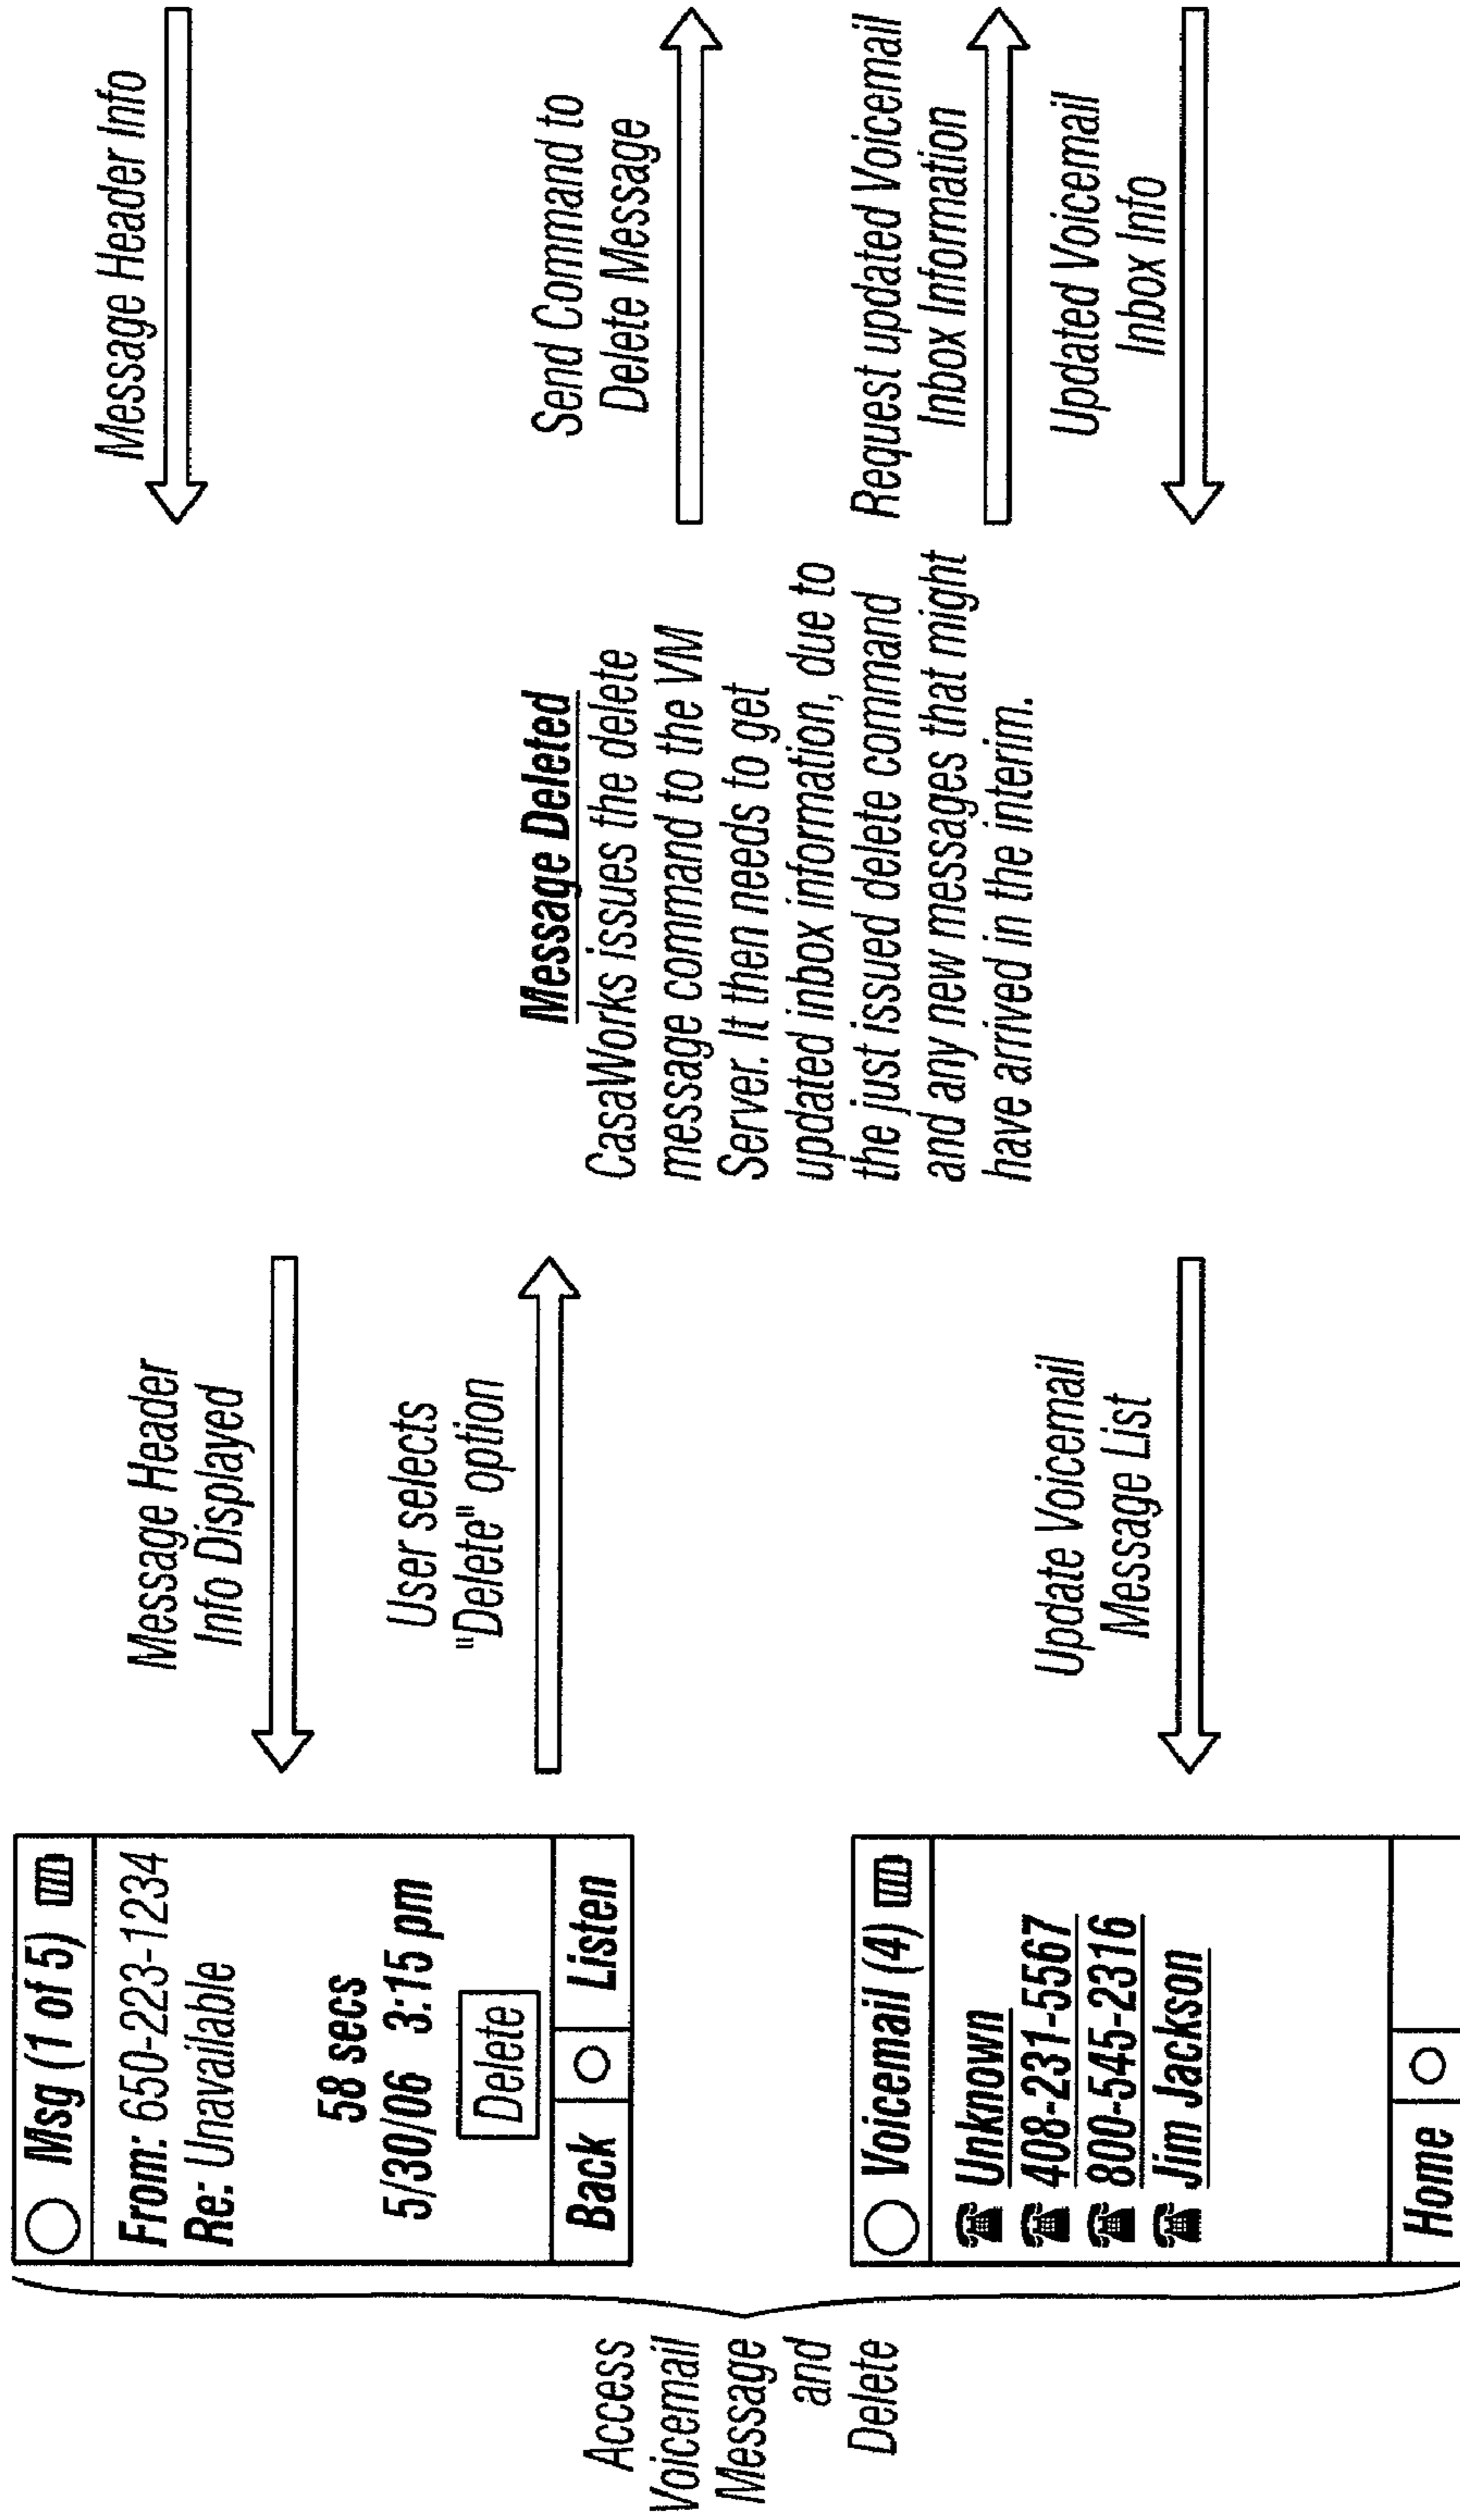 Access
Voicemail
Message
and
Delete
Msg (1 of 5)
From: 650-223-1234
Re: Unavailable
58 secs
5/30/06 3:15 pm
Delete
Back
Listen
Message Header
Info Displayed
User selects
"Delete" option
Message Header Info
Message Deleted
CasaWorks issues the delete
message command to the VM
Server. It then needs to get
updated inbox information, due to
the just issued delete command
and any new messages that might
have arrived in the interim.
Send Command to
Delete Message
Request updated Voicemail
Inbox Information
Updated Voicemail
Inbox Info
Update Voicemail
Message List
Voicemail (4)
Unknown
408-231-5567
800-545-2316
Jim Jackson
Home